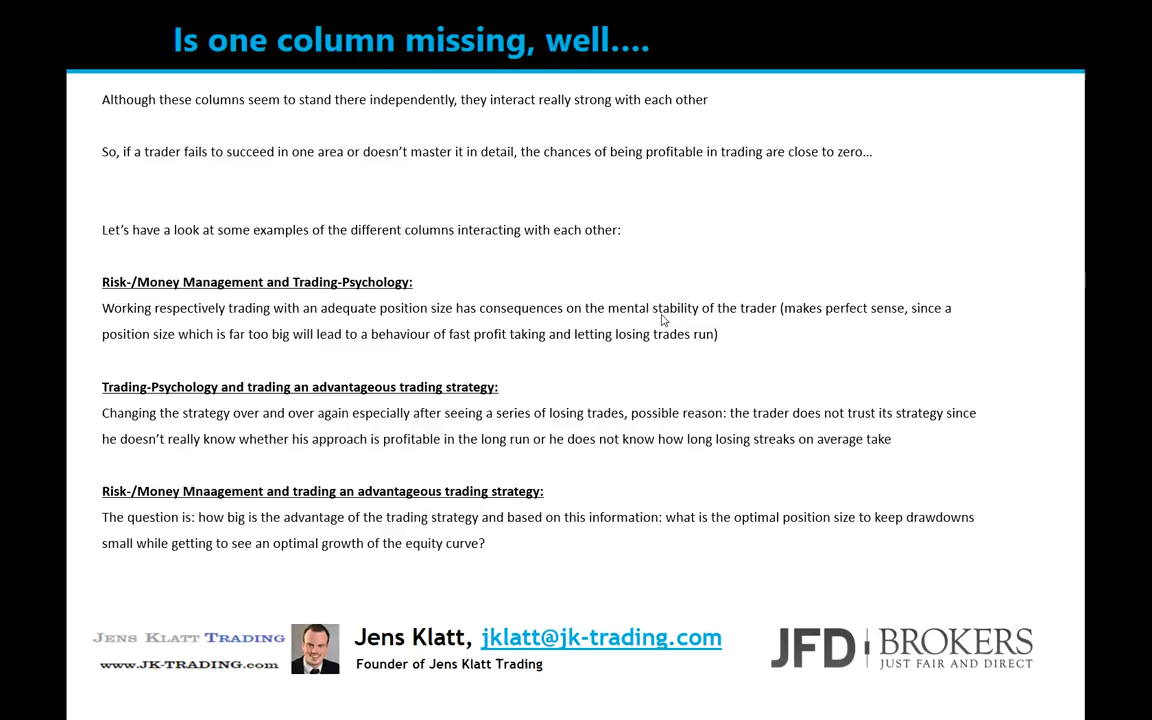 Is one column missing, well....
Although these columns seem to stand there independently, they interact really strong with each other
So, if a trader fails to succeed in one area or doesn't master it in detail, the chances of being profitable in trading are close to zero...
Let's have a look at some examples of the different columns interacting with each other:
Risk-/Money Management and Trading-Psychology:
Working respectively trading with an adequate position size has consequences on the mental stability of the trader (makes perfect sense, since a
position size which is far too big will lead to a behaviour of fast profit taking and letting losing trades run)
Trading-Psychology and trading an advantageous trading strategy:
Changing the strategy over and over again especially after seeing a series of losing trades, possible reason: the trader does not trust its strategy since
he doesn't really know whether his approach is profitable in the long run or he does not know how long losing streaks on average take
Risk-/Money Mnaagement and trading an advantageous trading strategy:
The question is: how big is the advantage of the trading strategy and based on this information: what is the optimal position size to keep drawdowns
small while getting to see an optimal growth of the equity curve?
JENS KLATT TRADING
www.JK-TRADING.com
Jens Klatt, jklatt@jk-trading.com
Founder of Jens Klatt Trading
JFD BROKERS
JUST FAIR AND DIRECT